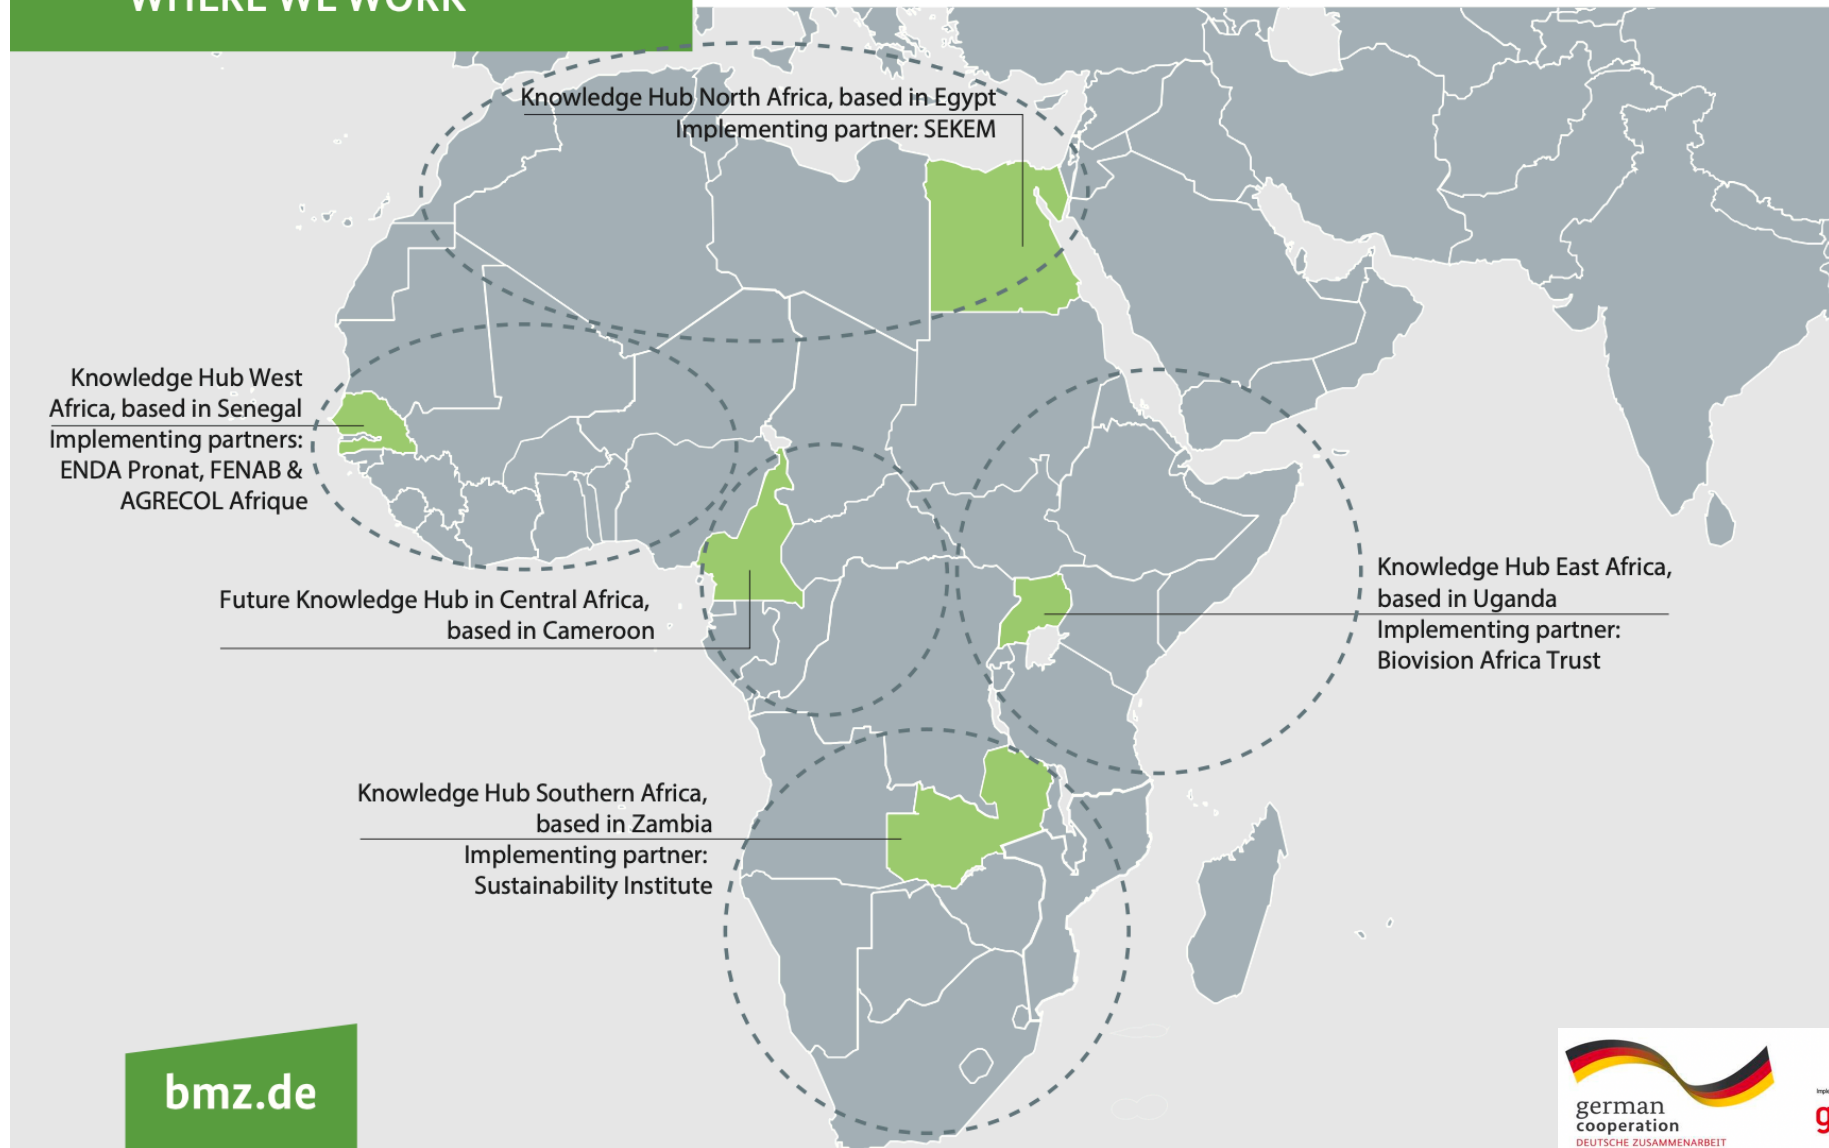 WHERE WE WORK
Knowledge Hub North Africa, based in Egypt
Implementing partner: SEKEM
Knowledge Hub West
Africa, based in Senegal
Implementing partners:
ENDA Pronat, FENAB &
AGRECOL Afrique
Future Knowledge Hub in Central Africa,
based in Cameroon
Knowledge Hub East Africa,
based in Uganda
Implementing partner:
Biovision Africa Trust
Knowledge Hub Southern Africa,
based in Zambia
Implementing partner:
Sustainability Institute
bmz.de
german
cooperation
DEUTSCHE ZUSAMMENARBEIT